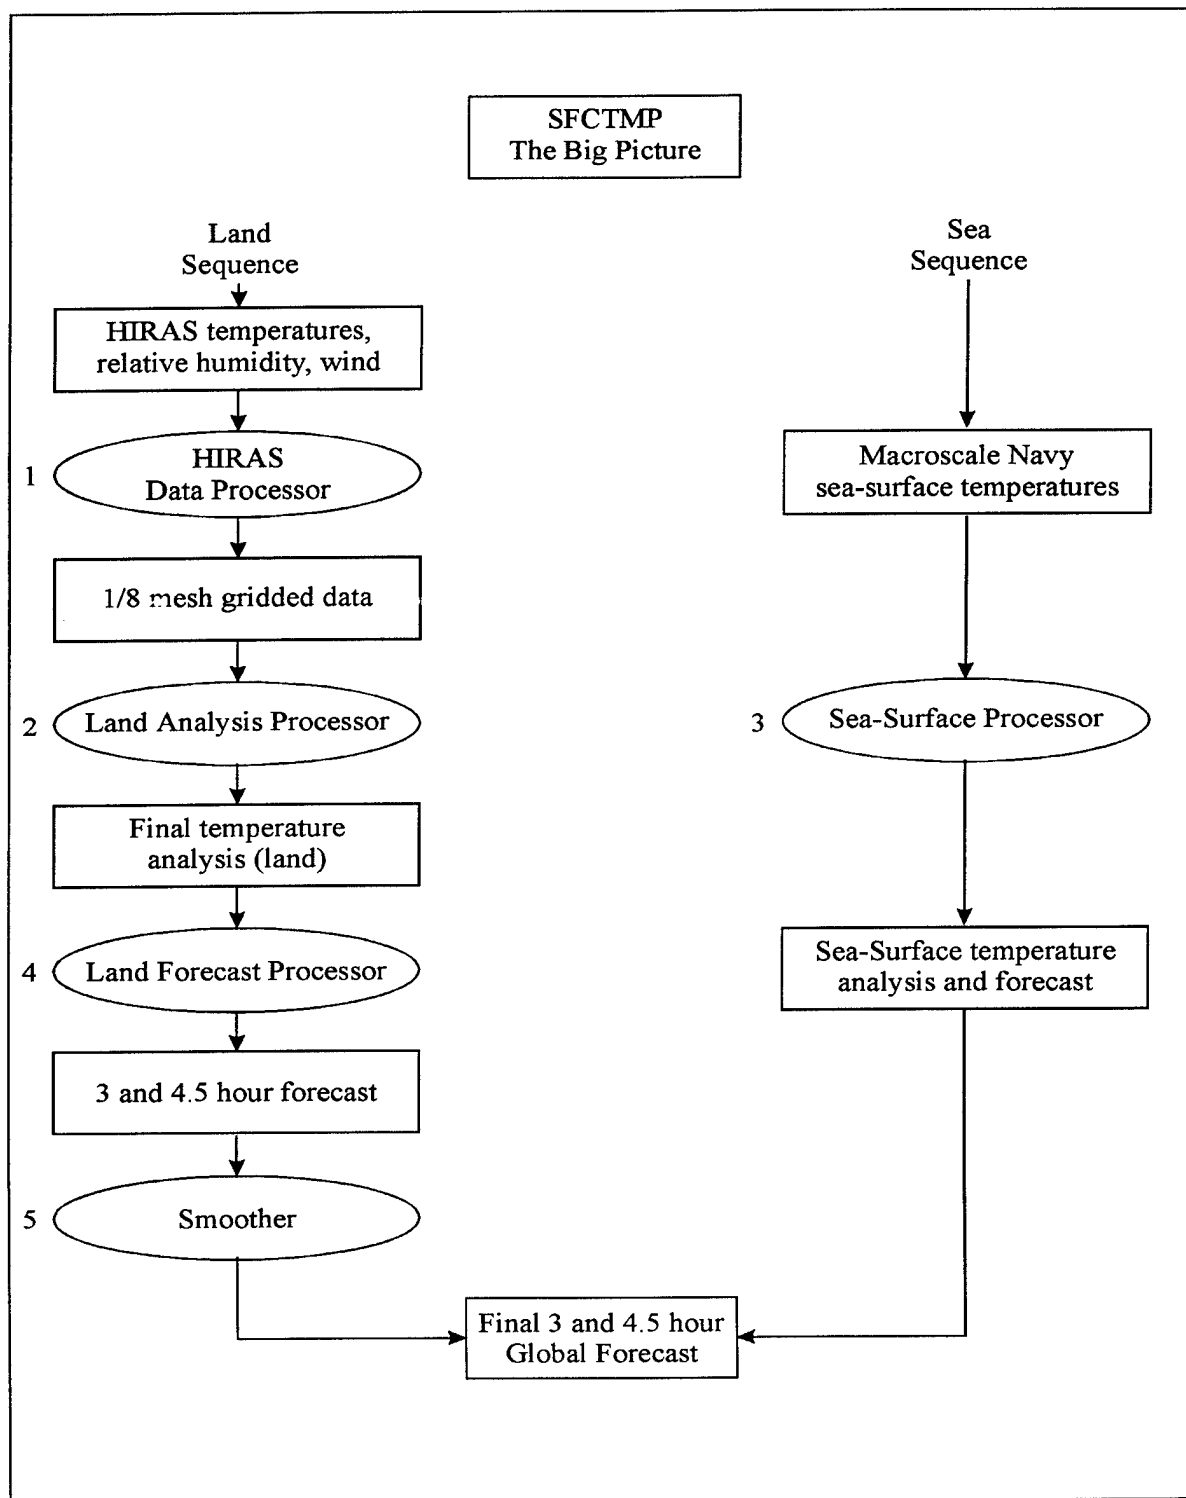 SFCTMP
The Big Picture
Land
Sequence
HIRAS temperatures,
relative humidity, wind
1
HIRAS
Data Processor
1/8 mesh gridded data
2
Land Analysis Processor
Final temperature
analysis (land)
4
Land Forecast Processor
3 and 4.5 hour forecast
5
Smoother
Sea
Sequence
Macroscale Navy
sea-surface temperatures
3
Sea-Surface Processor
Sea-Surface temperature
analysis and forecast
Final 3 and 4.5 hour
Global Forecast